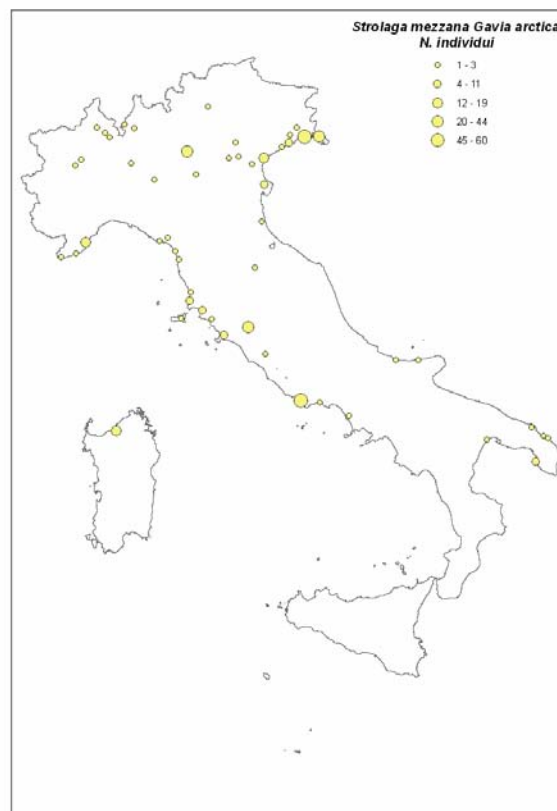 Strolaga mezzana Gavia arctica
N. individui
1 - 3
4 - 11
12 - 19
20 - 44
45 - 60